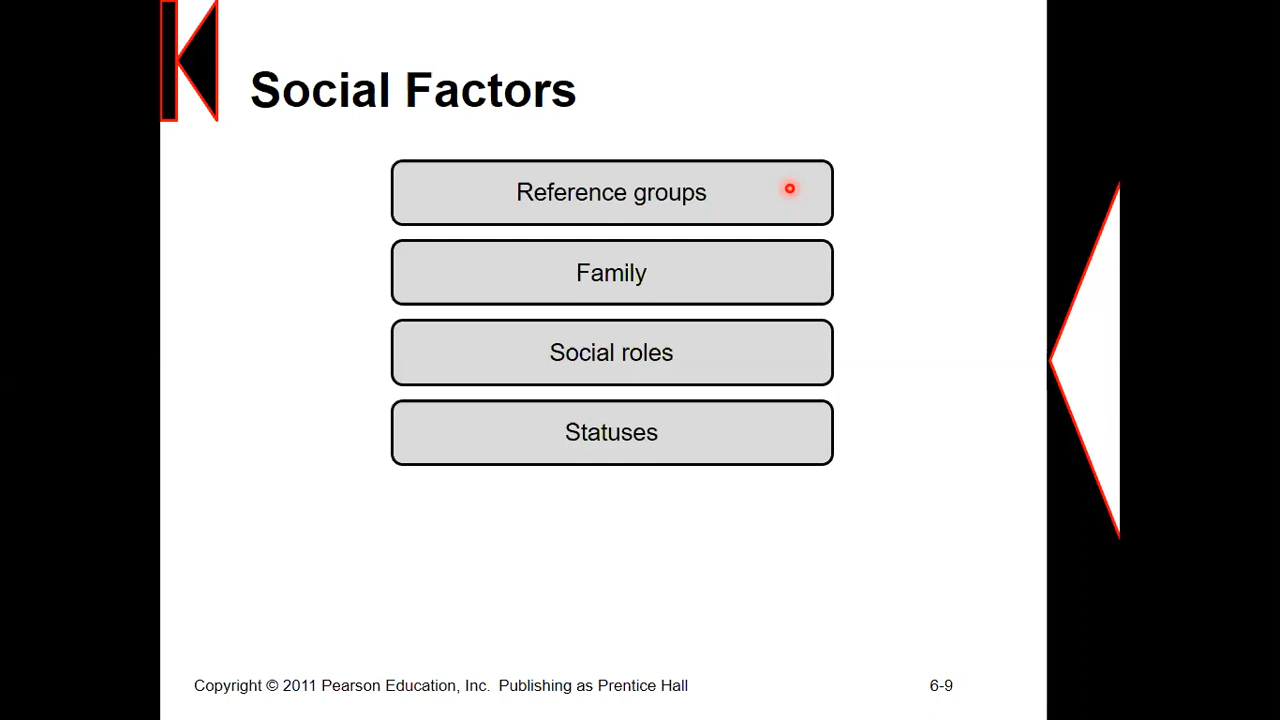 Social Factors
Reference groups
Family
Social roles
Statuses
Copyright © 2011 Pearson Education, Inc.  Publishing as Prentice Hall
6-9